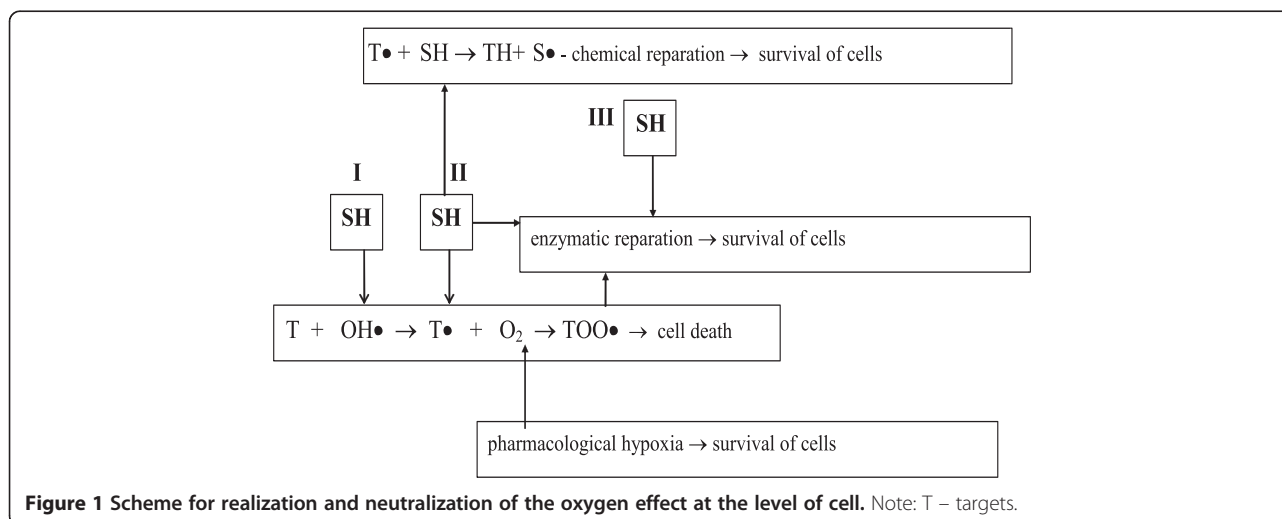 T● + SH → TH+ S● - chemical reparation → survival of cells
III
SH
I
II
SH
SH
enzymatic reparation → survival of cells
T + OH● → T● + O₂ → TOO● → cell death
pharmacological hypoxia → survival of cells
Figure 1 Scheme for realization and neutralization of the oxygen effect at the level of cell. Note: T – targets.